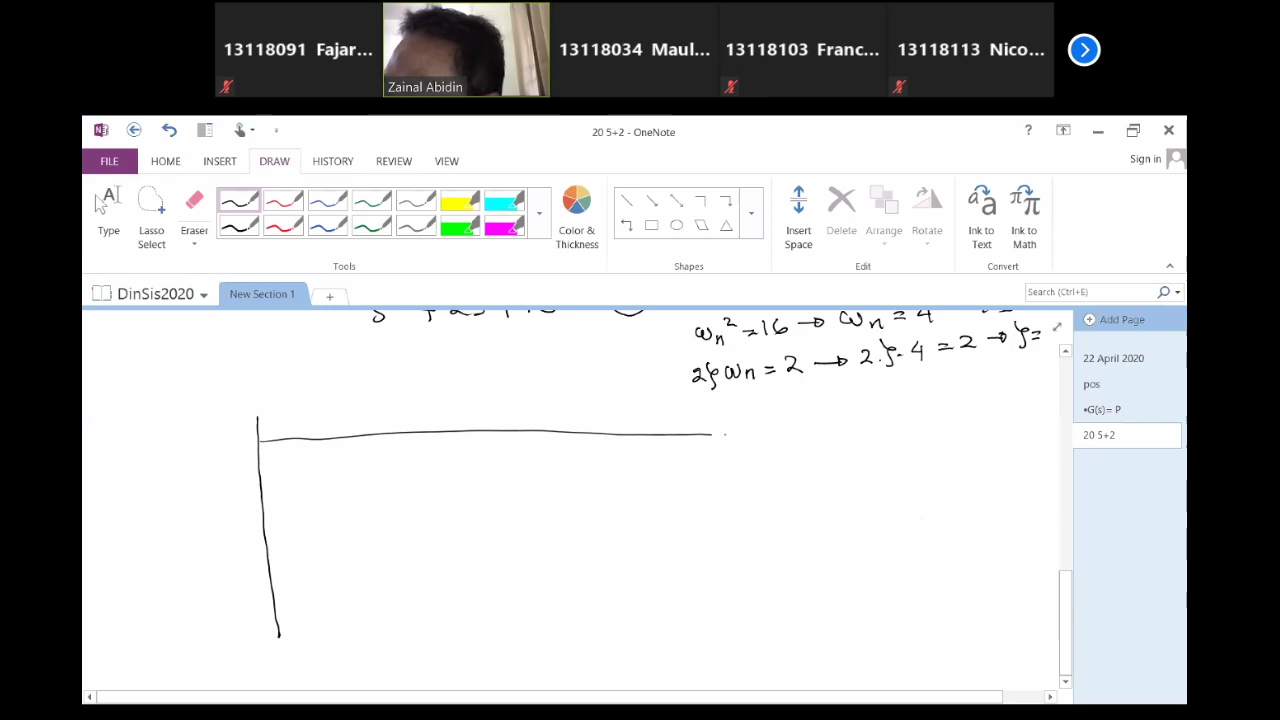 13118091 Fajar...
Zainal Abidin
13118034 Maul...
13118103 Franc...
13118113 Nico...
20 5+2 - OneNote
?
FILE HOME INSERT DRAW HISTORY REVIEW VIEW
Sign in
Type
Lasso Select
Eraser
Color & Thickness
Insert Space
Delete
Arrange
Rotate
Ink to Text
Ink to Math
Tools
Shapes
Edit
Convert
DinSis2020
New Section 1
+
Search (Ctrl+E)
Add Page
22 April 2020
pos
•G(s)= P
20 5+2
ωn² = 16 → ωn = 4
2ζωn = 2 → 2.ζ. 4 = 2 → ζ=